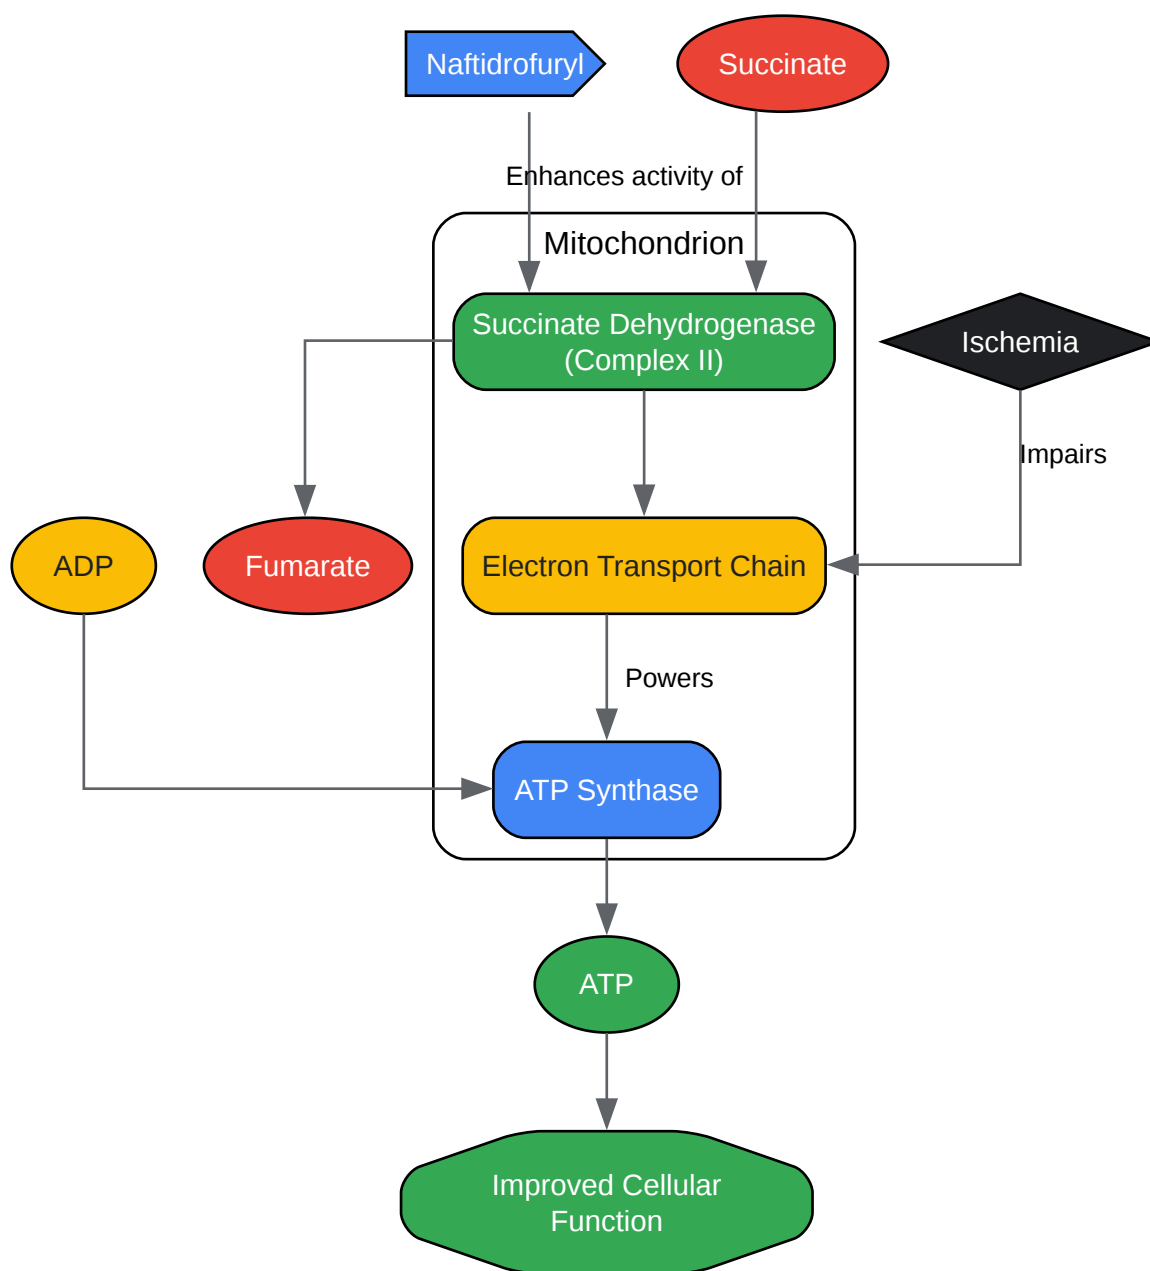 Naftidrofuryl
Succinate
Enhances activity of
Mitochondrion
Succinate Dehydrogenase
(Complex II)
Ischemia
Impairs
ADP
Fumarate
Electron Transport Chain
Powers
ATP Synthase
ATP
Improved Cellular
Function